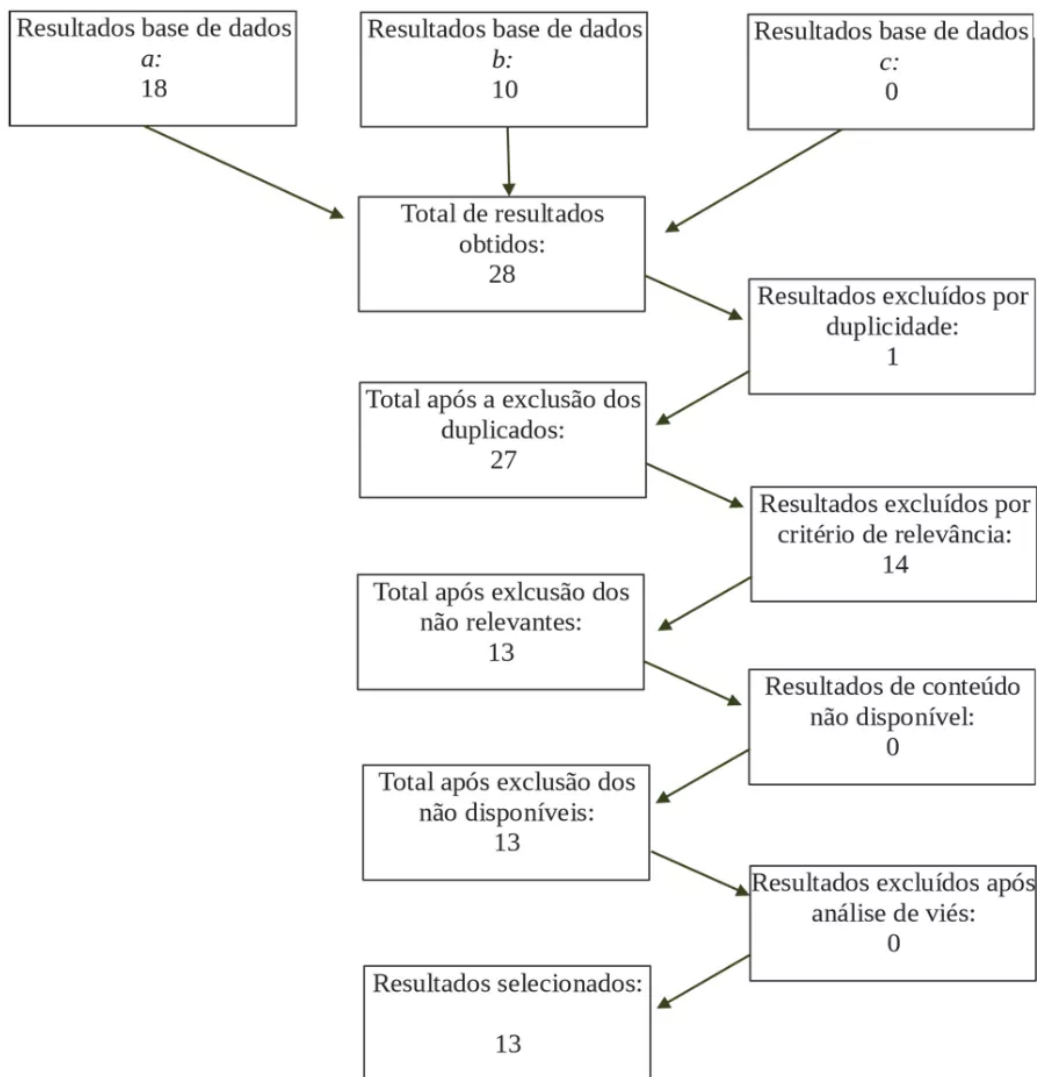 Resultados base de dados
a:
18
Resultados base de dados
b:
10
Resultados base de dados
c:
0
Total de resultados
obtidos:
28
Resultados excluídos por
duplicidade:
1
Total após a exclusão dos
duplicados:
27
Resultados excluídos por
critério de relevância:
14
Total após exlcusão dos
não relevantes:
13
Resultados de conteúdo
não disponível:
0
Total após exclusão dos
não disponíveis:
13
Resultados excluídos após
análise de viés:
0
Resultados selecionados:
13